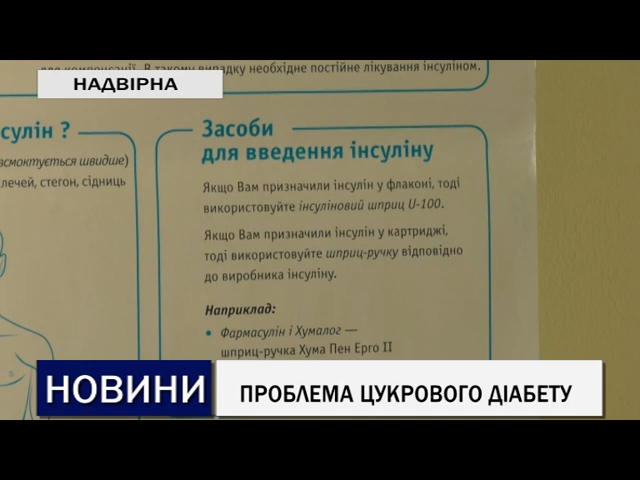 для компенсації. В такому випадку необхідне постійне лікування інсуліном.
НАДВІРНА
сулін ?
всмоктується швидше)
лечей, стегон, сідниць
Засоби
для введення інсуліну
Якщо Вам призначили інсулін у флаконі, тоді
використовуйте інсуліновий шприц U-100.
Якщо Вам призначили інсулін у картриджі,
тоді використовуйте шприц-ручку відповідно
до виробника інсуліну.
Наприклад:
• Фармасулін і Хумалог —
шприц-ручка Хума Пен Ерго II
НОВИНИ
ПРОБЛЕМА ЦУКРОВОГО ДІАБЕТУ